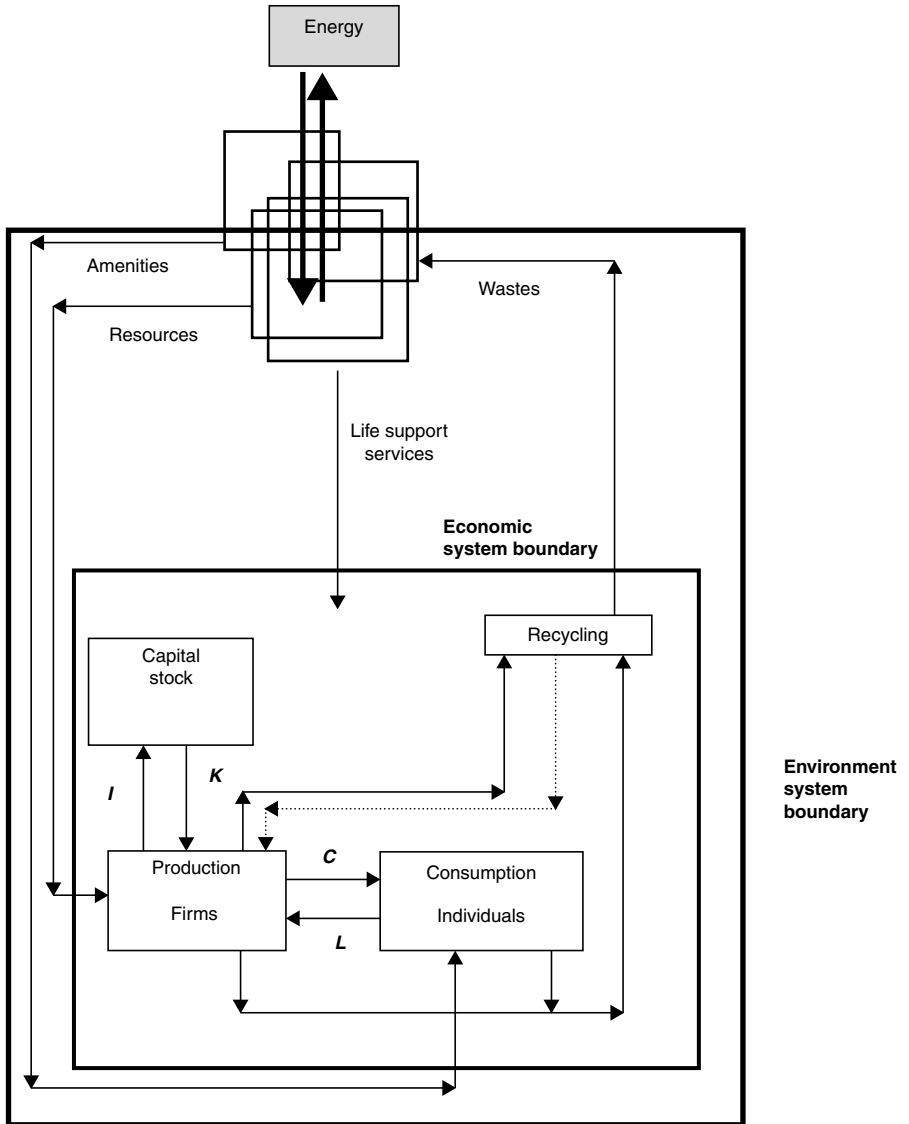 Energy
Amenities
Wastes
Resources
Life support
services
Economic
system boundary
Recycling
Capital
stock
I
K
Environment
system
boundary
Production
Firms
C
Consumption
Individuals
L